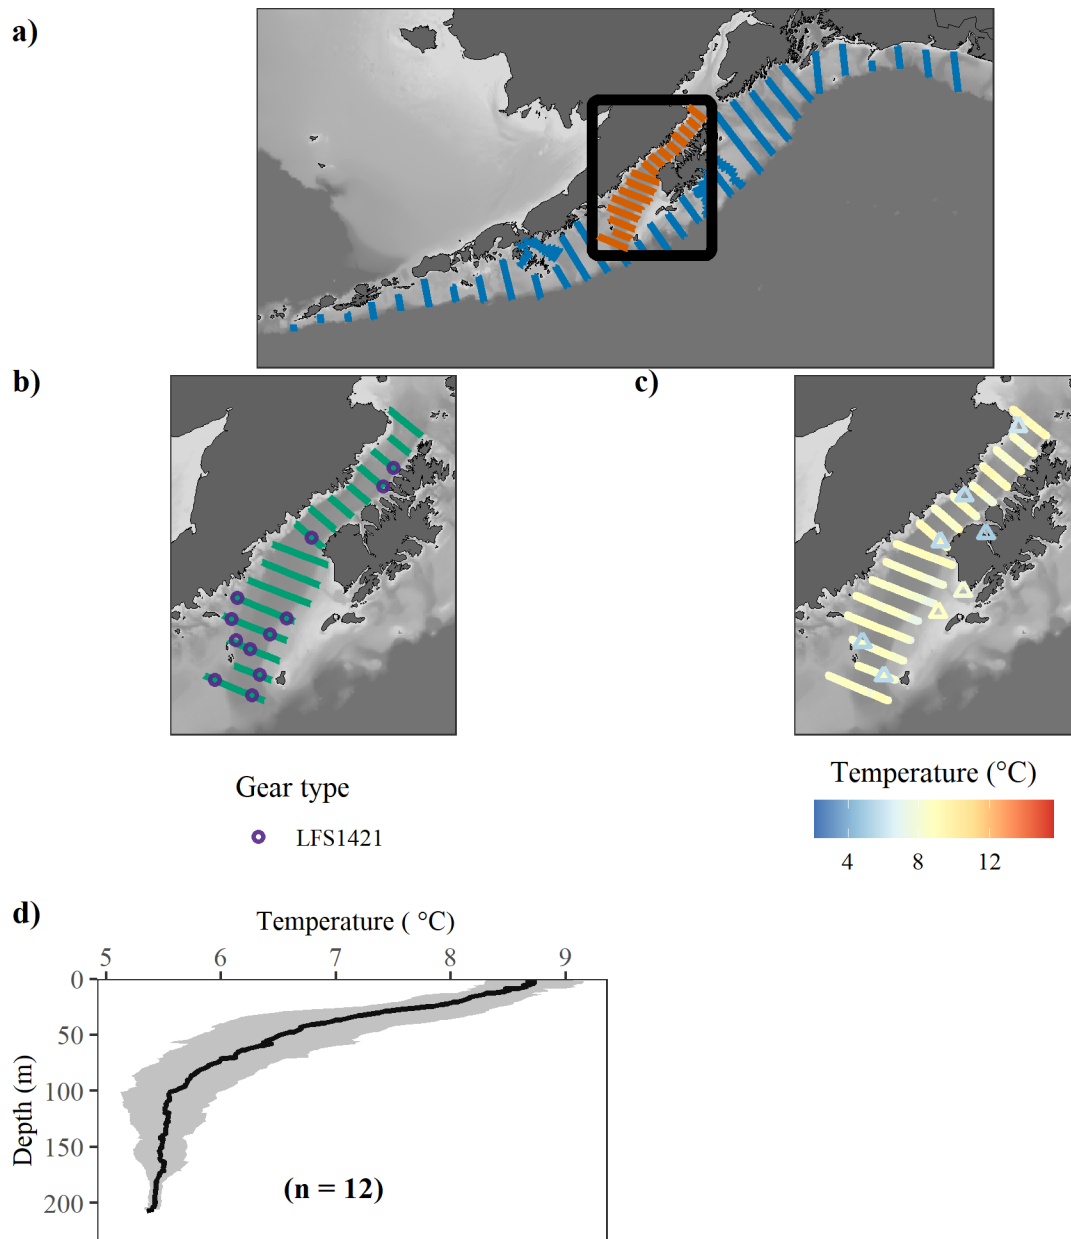 a)
b)
c)
Gear type
LFS1421
Temperature (°C)
4 8 12
d)
Temperature ( °C)
5 6 7 8 9
0
50
100
150
200
Depth (m)
(n = 12)